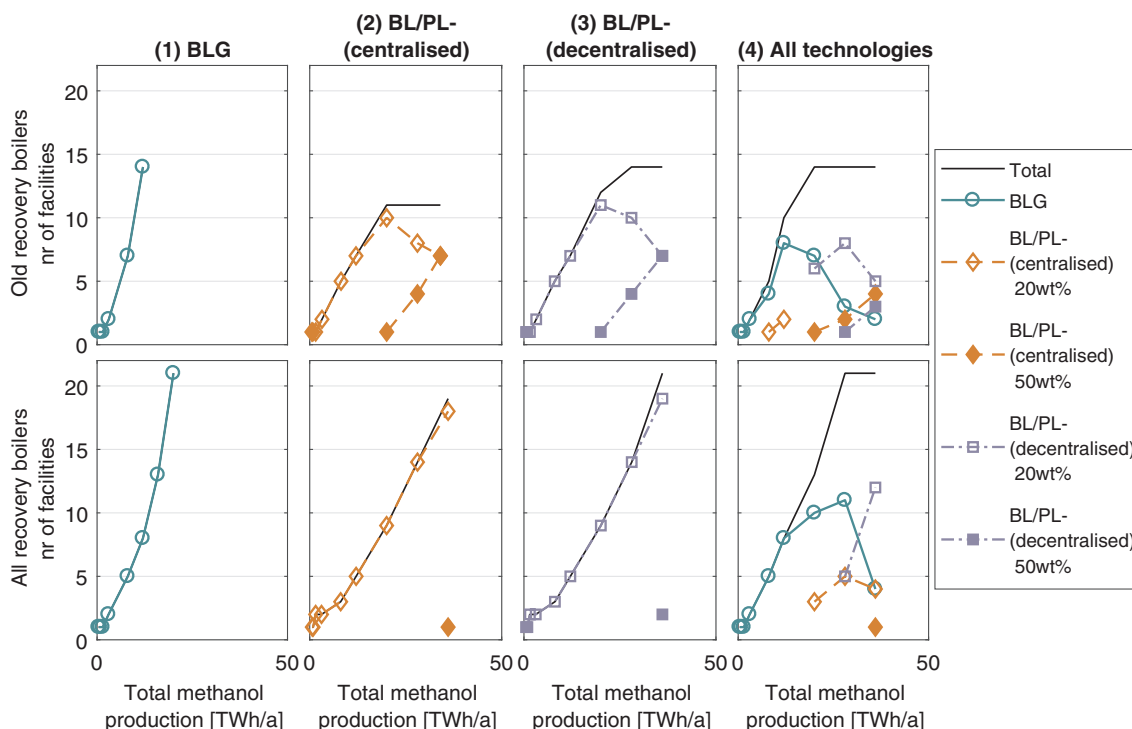 (1) BLG
(2) BL/PL-
(centralised)
(3) BL/PL-
(decentralised)
(4) All technologies
Old recovery boilers
nr of facilities
20
15
10
5
0
All recovery boilers
nr of facilities
20
15
10
5
0
0
50
0
50
0
50
0
50
Total methanol
production [TWh/a]
Total methanol
production [TWh/a]
Total methanol
production [TWh/a]
Total methanol
production [TWh/a]
Total
BLG
BL/PL-
(centralised)
20wt%
BL/PL-
(centralised)
50wt%
BL/PL-
(decentralised)
20wt%
BL/PL-
(decentralised)
50wt%